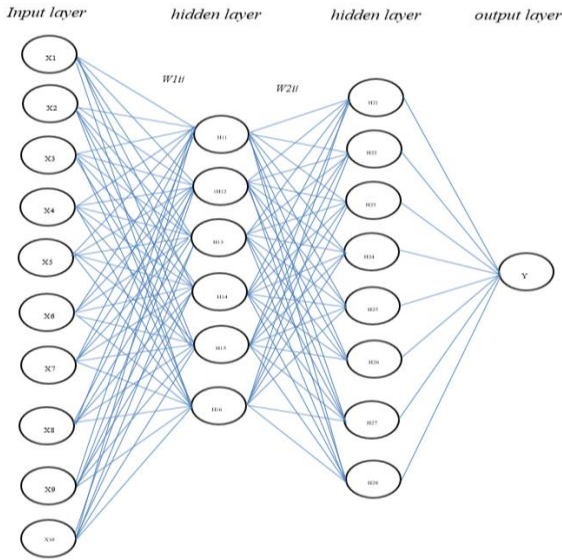 Input layer
hidden layer
hidden layer
output layer
W1ij
W2ij
X1
X2
X3
X4
X5
X6
X7
X8
X9
X10
H11
H12
H13
H14
H15
H16
H21
H22
H23
H24
H25
H26
H27
H28
Y